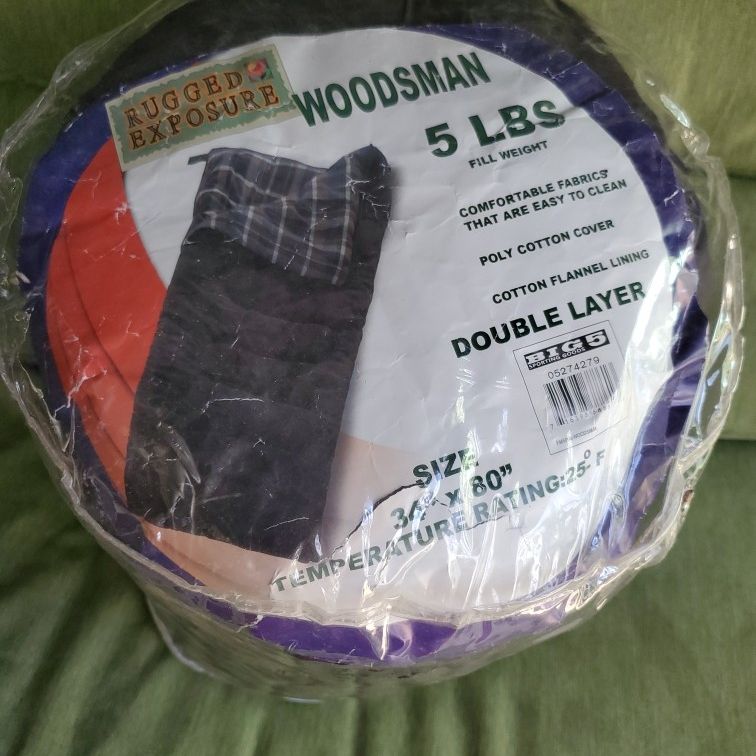 RUGGED
EXPOSURE
WOODSMAN
5 LBS
FILL WEIGHT
COMFORTABLE FABRICS
THAT ARE EASY TO CLEAN
POLY COTTON COVER
COTTON FLANNEL LINING
DOUBLE LAYER
BIG 5
SPORTING GOODS
05274279
SIZE
X 80"
TEMPERATURE RATING:25° F